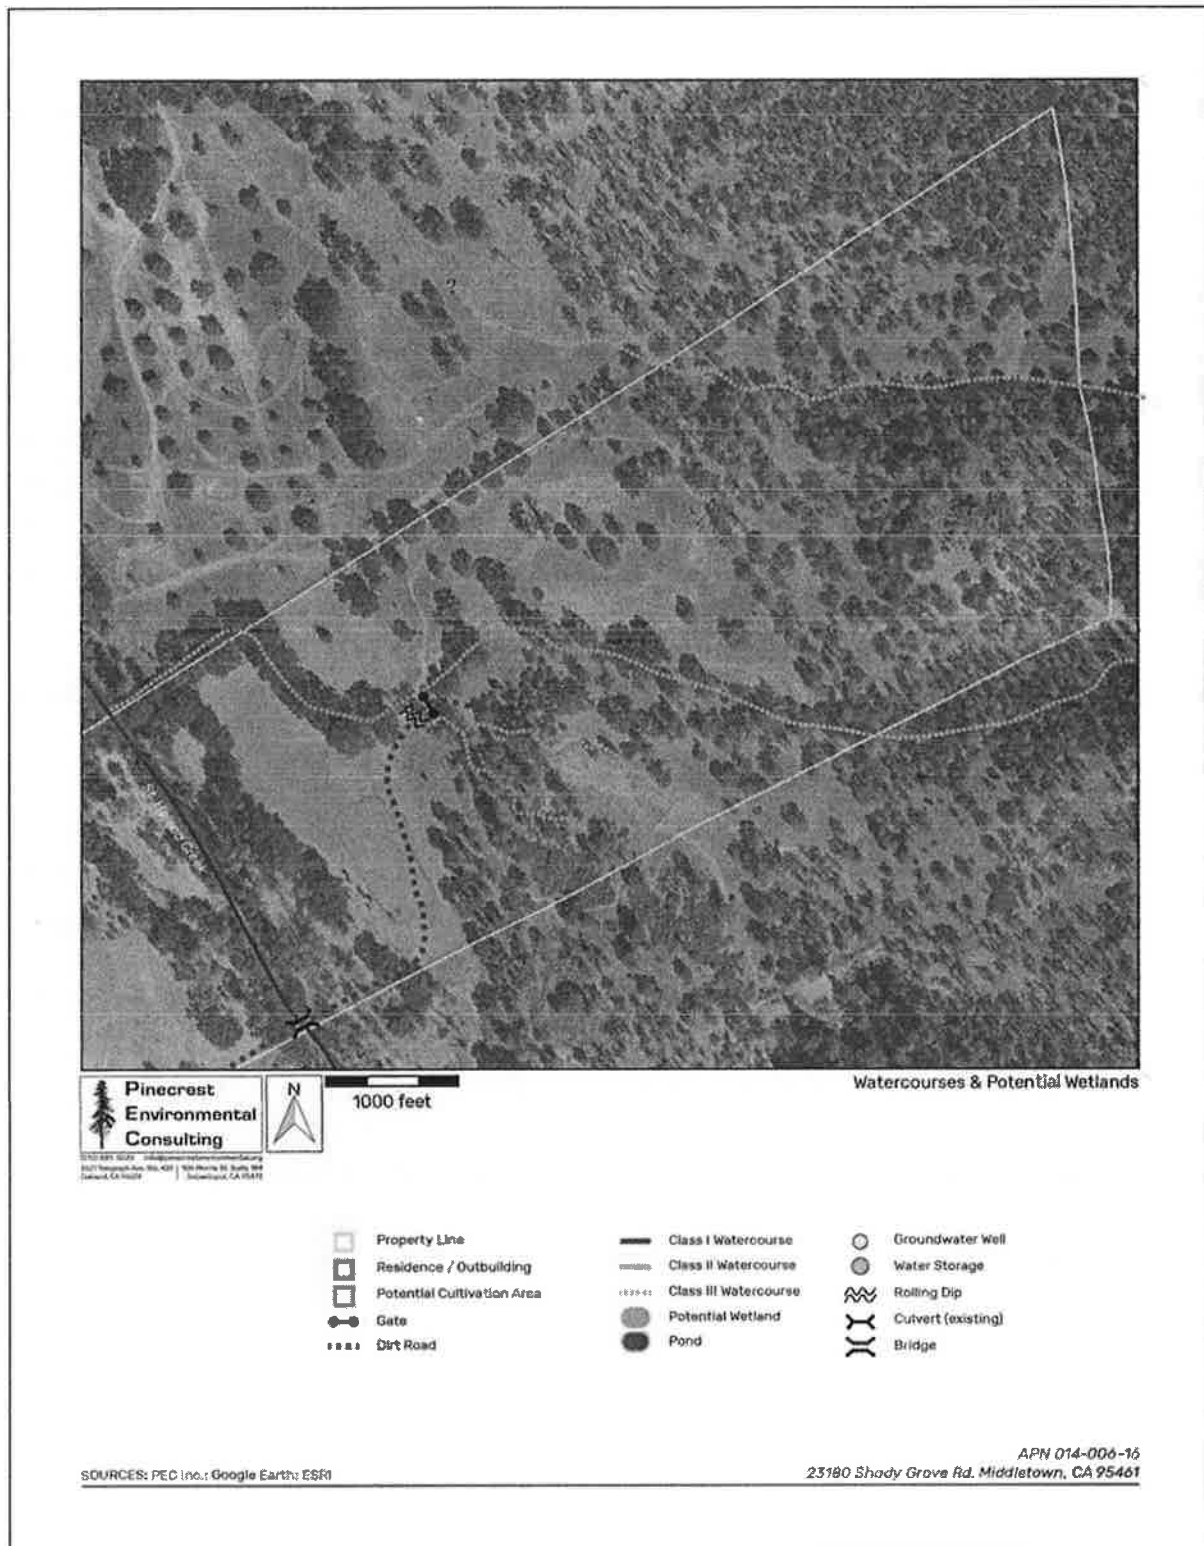 ?
Pinecrest
Environmental
Consulting
N
1000 feet
Watercourses & Potential Wetlands
Property Line
Residence / Outbuilding
Potential Cultivation Area
Gate
Dirt Road
Class I Watercourse
Class II Watercourse
Class III Watercourse
Potential Wetland
Pond
Groundwater Well
Water Storage
Rolling Dip
Culvert (existing)
Bridge
APN 014-006-16
SOURCES: PEC Inc.; Google Earth; ESRI
23180 Shady Grove Rd. Middletown, CA 95461